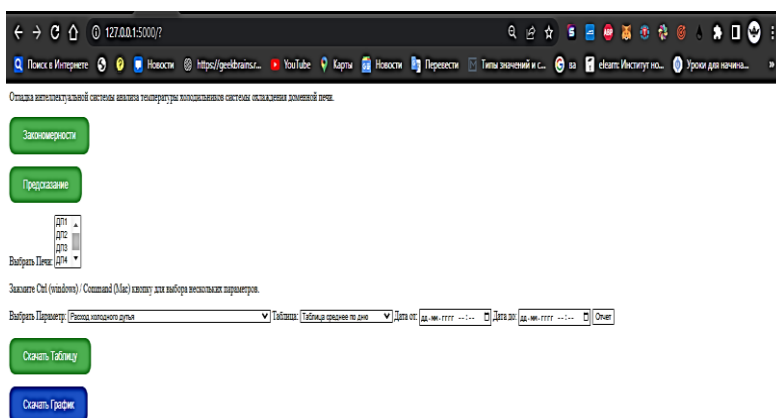 127.0.0.1:5000/?
Поиск в Интернете Новости https://geekbrains.r... YouTube Карты Новости Перевести Типы значений и с... sa elearn: Институт но... Уроки для начина... »
Отладка интеллектуальной системы анализа температуры холодильников системы охлаждения доменной печи.
Закономерности
Предсказание
ДП1
ДП2
ДП3
Выбрать Печи: ДП4
Зажмите Ctrl (windows) / Command (Mac) кнопку для выбора нескольких параметров.
Выбрать Параметр: Расход холодного дутья Таблица: Таблица среднее по дню Дата от: дд.мм.гггг --:-- Дата до: дд.мм.гггг --:-- Отчет
Скачать Таблицу
Скачать График